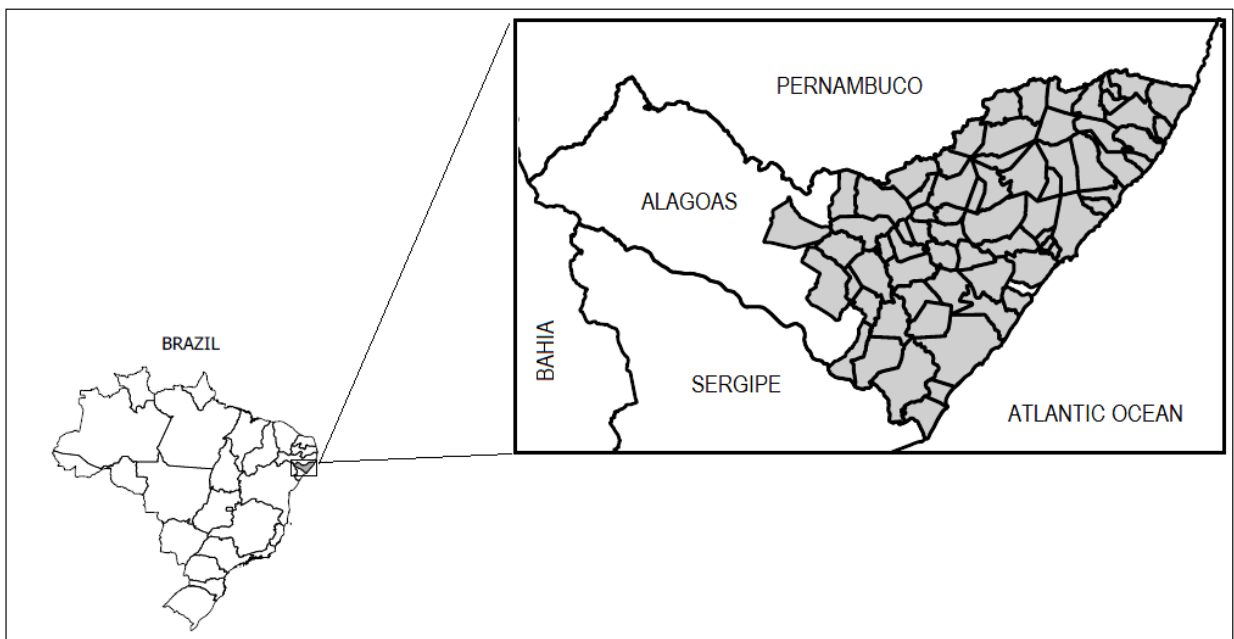 PERNAMBUCO
ALAGOAS
BAHIA
SERGIPE
ATLANTIC OCEAN
BRAZIL